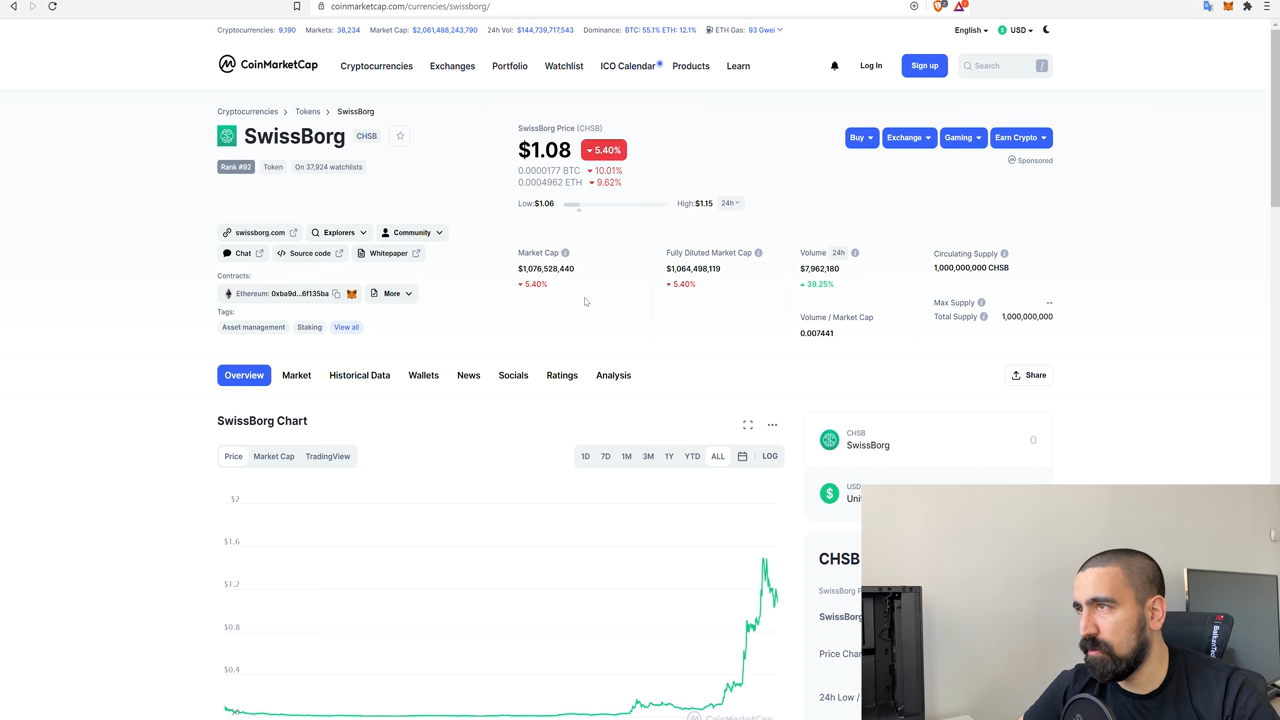 coinmarketcap.com/currencies/swissborg/
Cryptocurrencies: 9,190 Markets: 38,234 Market Cap: $2,061,488,243,790 24h Vol: $144,739,717,543 Dominance: BTC: 55.1% ETH: 12.1% ETH Gas: 93 Gwei
English USD
CoinMarketCap Cryptocurrencies Exchanges Portfolio Watchlist ICO Calendar Products Learn Log In Sign up Search /
Cryptocurrencies Tokens SwissBorg
SwissBorg CHSB
Rank #92 Token On 37,924 watchlists
SwissBorg Price (CHSB)
$1.08 5.40%
0.0000177 BTC 10.01%
0.0004962 ETH 9.62%
Low: $1.06 High: $1.15 24h
Buy Exchange Gaming Earn Crypto
Sponsored
swissborg.com Explorers Community
Chat Source code Whitepaper
Contracts:
Ethereum: 0xba9d...6f135ba More
Tags:
Asset management Staking View all
Market Cap
$1,076,528,440
5.40%
Fully Diluted Market Cap
$1,064,498,119
5.40%
Volume 24h
$7,962,180
39.25%
Volume / Market Cap
0.007441
Circulating Supply
1,000,000,000 CHSB
Max Supply --
Total Supply 1,000,000,000
Overview Market Historical Data Wallets News Socials Ratings Analysis Share
SwissBorg Chart
Price Market Cap TradingView 1D 7D 1M 3M 1Y YTD ALL LOG
$2
$1.6
$1.2
$0.8
$0.4
CoinMarketCap
CHSB
SwissBorg 0
USD
CHSB
SwissBorg
24h Low /
BalkanTec